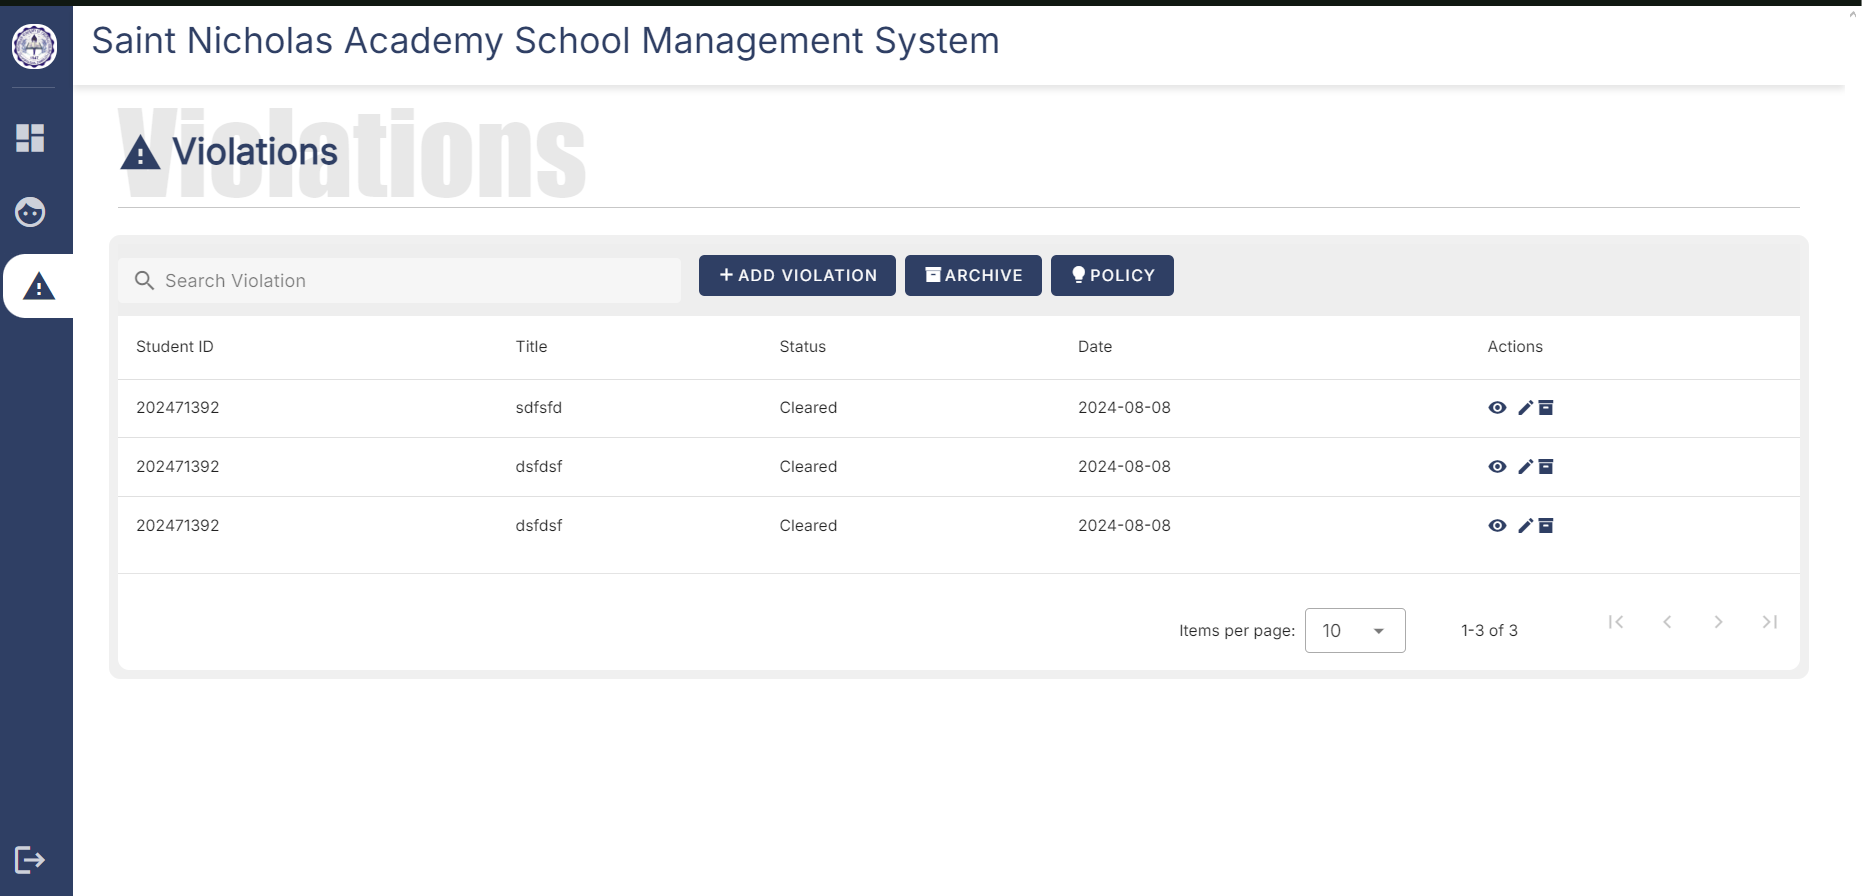 Saint Nicholas Academy School Management System
Violations
Violations
Search Violation
ADD VIOLATION
ARCHIVE
POLICY
Student ID Title Status Date Actions
202471392 sdfsfd Cleared 2024-08-08
202471392 dsfdsf Cleared 2024-08-08
202471392 dsfdsf Cleared 2024-08-08
Items per page: 10 1-3 of 3